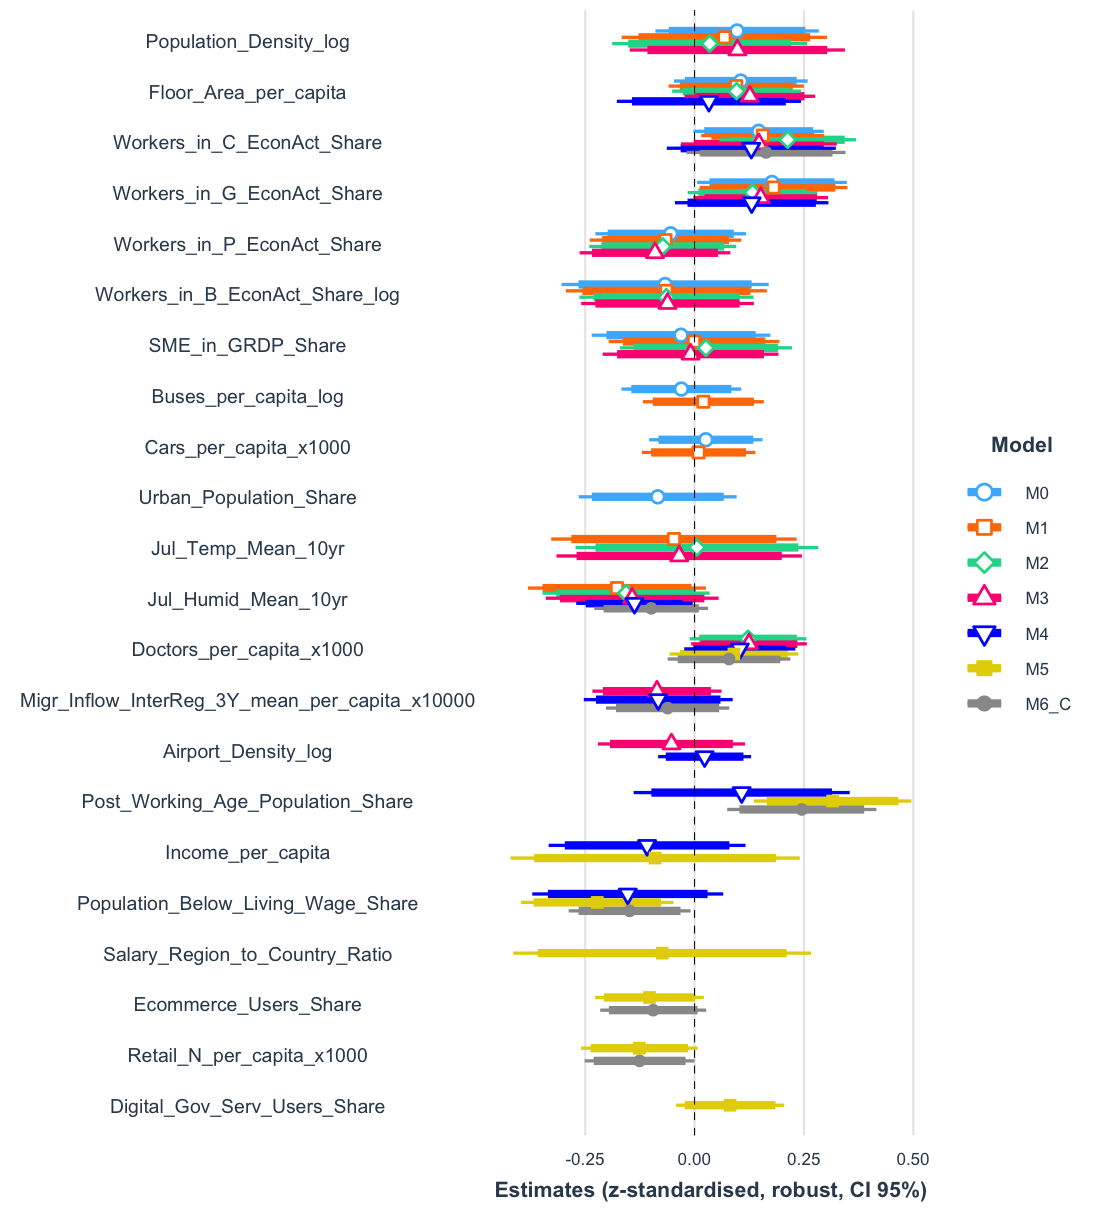 Population_Density_log
Floor_Area_per_capita
Workers_in_C_EconAct_Share
Workers_in_G_EconAct_Share
Workers_in_P_EconAct_Share
Workers_in_B_EconAct_Share_log
SME_in_GRDP_Share
Buses_per_capita_log
Cars_per_capita_x1000
Urban_Population_Share
Jul_Temp_Mean_10yr
Jul_Humid_Mean_10yr
Doctors_per_capita_x1000
Migr_Inflow_InterReg_3Y_mean_per_capita_x10000
Airport_Density_log
Post_Working_Age_Population_Share
Income_per_capita
Population_Below_Living_Wage_Share
Salary_Region_to_Country_Ratio
Ecommerce_Users_Share
Retail_N_per_capita_x1000
Digital_Gov_Serv_Users_Share
-0.25 0.00 0.25 0.50
Estimates (z-standardised, robust, CI 95%)
Model
M0
M1
M2
M3
M4
M5
M6_C